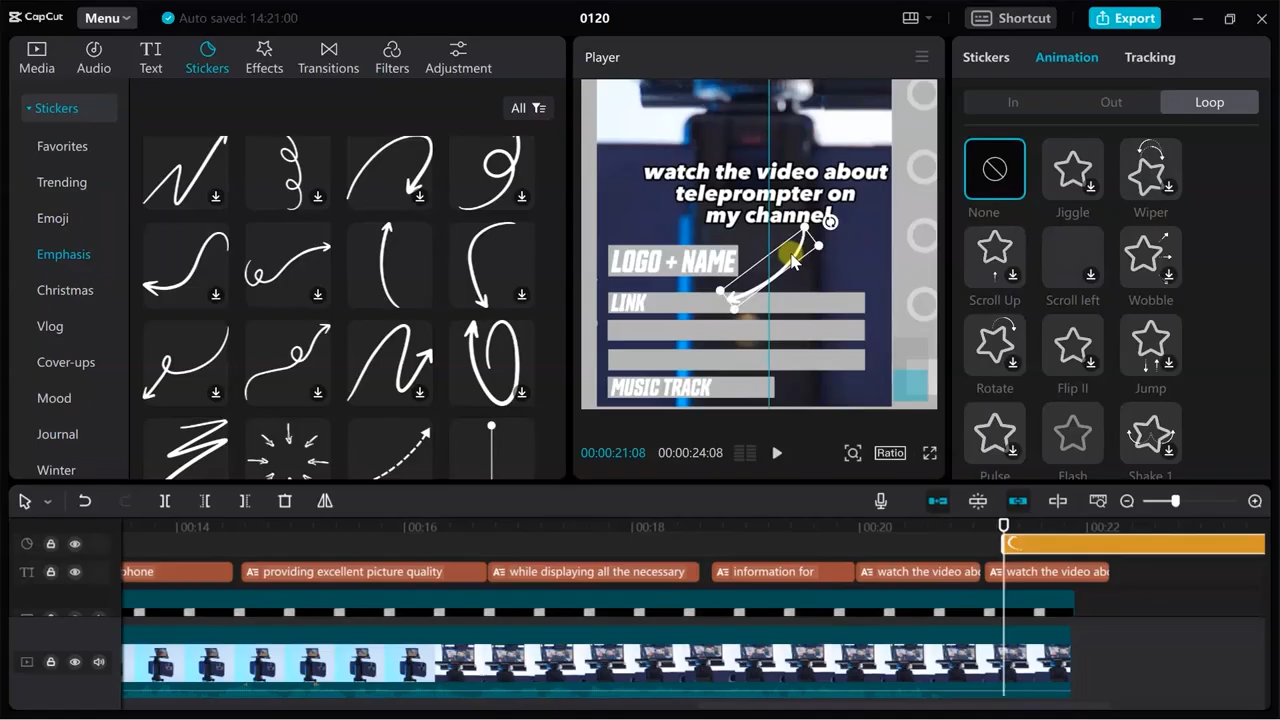 CapCut
Menu
Auto saved: 14:21:00
0120
Shortcut
Export
Media
Audio
TI
Text
Stickers
Effects
Transitions
Filters
Adjustment
Stickers
All
Favorites
Trending
Emoji
Emphasis
Christmas
Vlog
Cover-ups
Mood
Journal
Winter
Player
watch the video about
teleprompter on
my channel
LOGO + NAME
LINK
MUSIC TRACK
00:00:21:08
00:00:24:08
Ratio
Stickers
Animation
Tracking
In
Out
Loop
None
Jiggle
Wiper
Scroll Up
Scroll left
Wobble
Rotate
Flip II
Jump
Pulse
Flash
Shake 1
00:14
00:16
00:18
00:20
00:22
TI
phone
providing excellent picture quality
while displaying all the necessary
information for
watch the video abo
watch the video abo